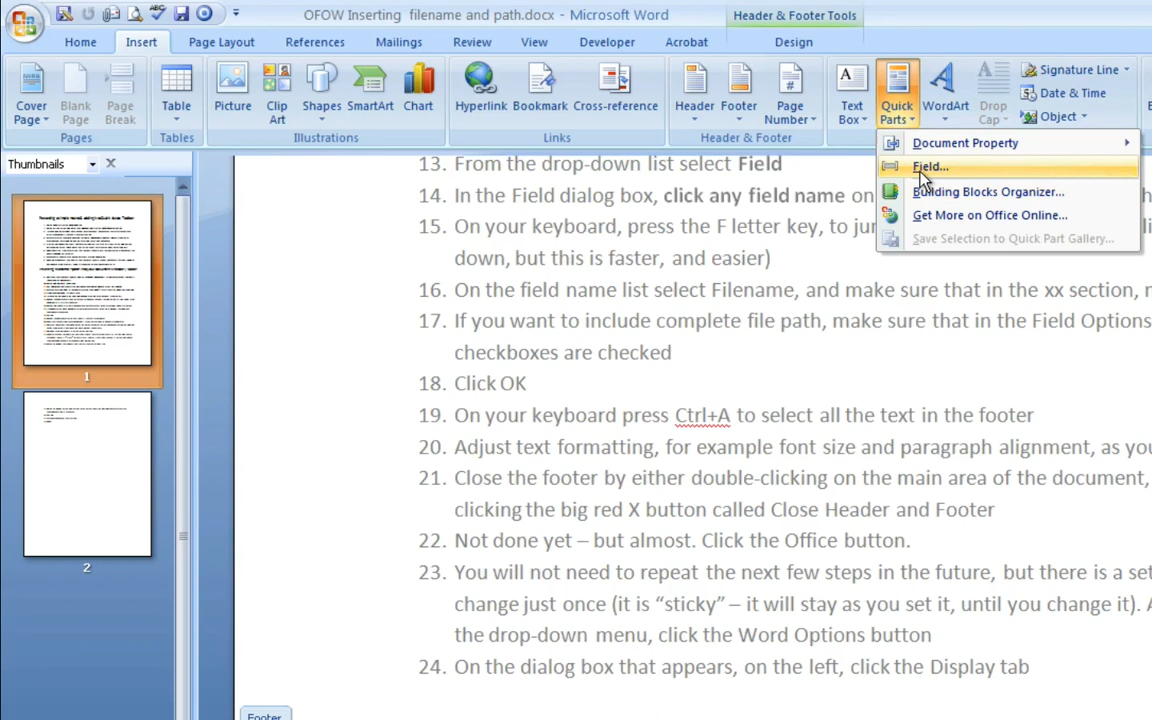 OFOW Inserting filename and path.docx - Microsoft Word
Header & Footer Tools
Home Insert Page Layout References Mailings Review View Developer Acrobat Design
Cover Page Blank Page Page Break
Pages
Table
Tables
Picture Clip Art Shapes SmartArt Chart
Illustrations
Hyperlink Bookmark Cross-reference
Links
Header Footer Page Number
Header & Footer
Text Box Quick Parts WordArt Drop Cap
Signature Line
Date & Time
Object
Document Property
Field...
Building Blocks Organizer...
Get More on Office Online...
Save Selection to Quick Part Gallery...
Thumbnails
1
2
13. From the drop-down list select Field
14. In the Field dialog box, click any field name on
15. On your keyboard, press the F letter key, to
down, but this is faster, and easier)
16. On the field name list select Filename, and make sure that in the xx section,
17. If you want to include complete file path, make sure that in the Field Options
checkboxes are checked
18. Click OK
19. On your keyboard press Ctrl+A to select all the text in the footer
20. Adjust text formatting, for example font size and paragraph alignment, as
21. Close the footer by either double-clicking on the main area of the document,
clicking the big red X button called Close Header and Footer
22. Not done yet – but almost. Click the Office button.
23. You will not need to repeat the next few steps in the future, but there is a
change just once (it is “sticky” – it will stay as you set it, until you change it).
the drop-down menu, click the Word Options button
24. On the dialog box that appears, on the left, click the Display tab
Footer